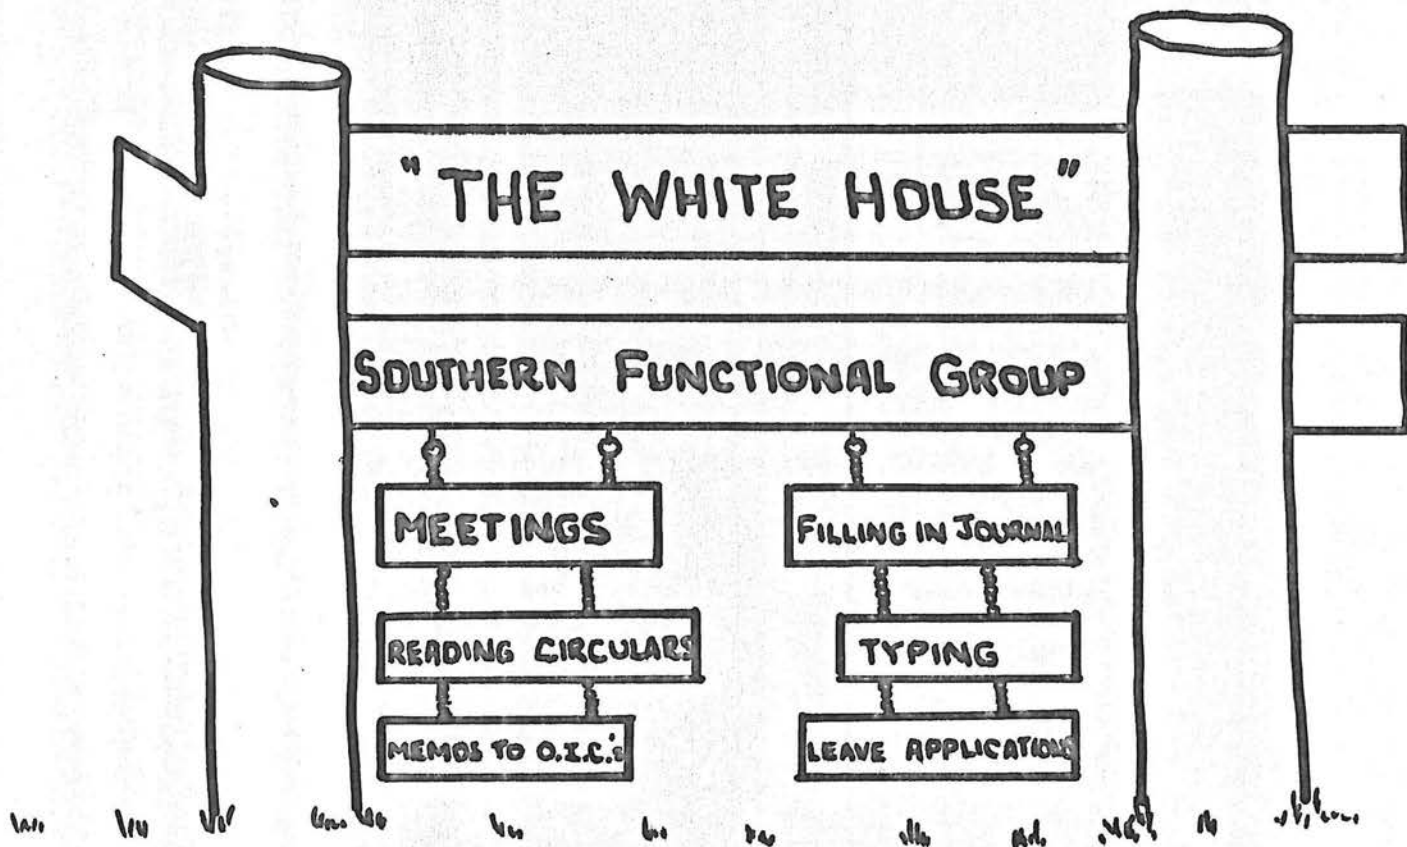 "THE WHITE HOUSE"
SOUTHERN FUNCTIONAL GROUP
MEETINGS
READING CIRCULARS
MEMOS TO O.I.C.'s
FILLING IN JOURNAL
TYPING
LEAVE APPLICATIONS